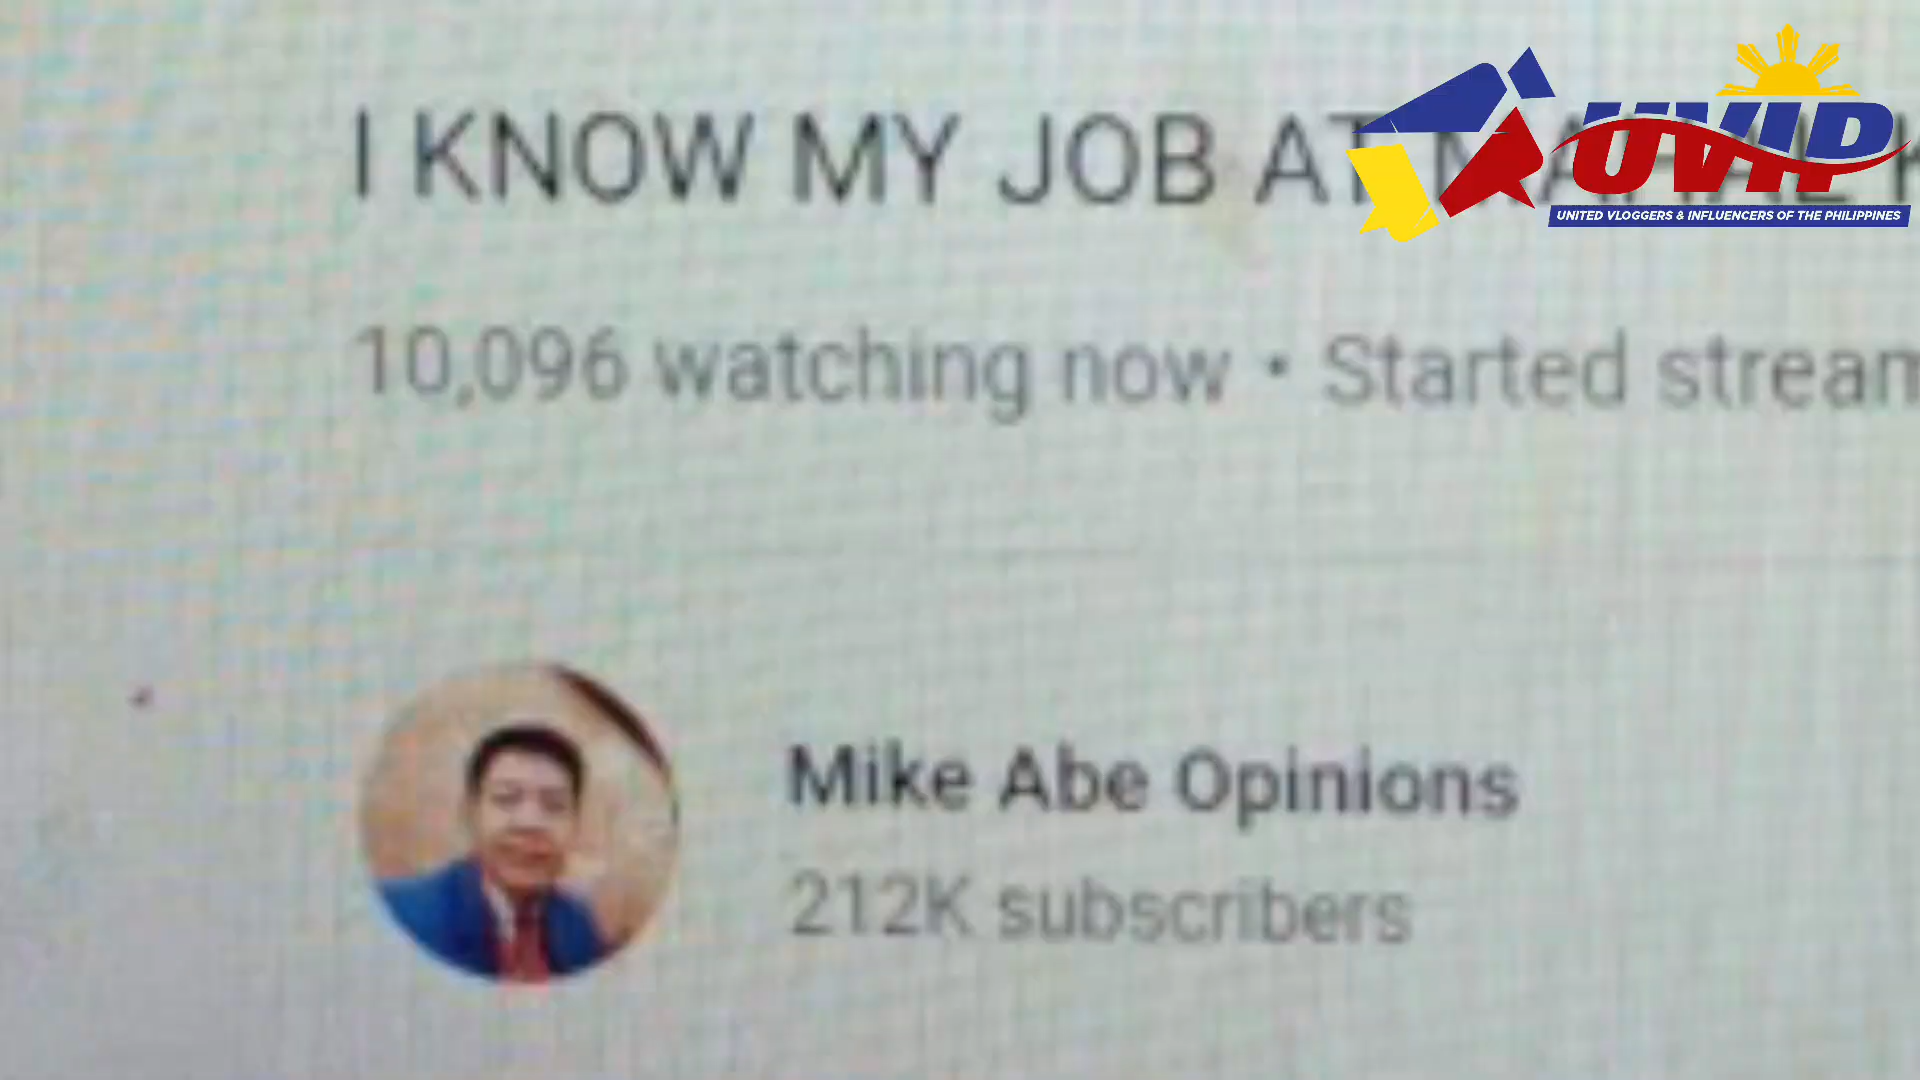 I KNOW MY JOB AT
UVIP
UNITED VLOGGERS & INFLUENCERS OF THE PHILIPPINES
10,096 watching now • Started stream
Mike Abe Opinions
212K subscribers